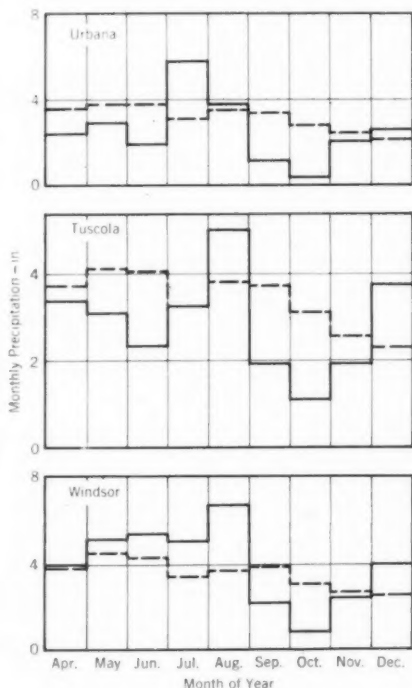 8
Urbana
4
0
Tuscola
4
2
0
Monthly Precipitation – in
8
Windsor
4
0
Apr. May Jun. Jul. Aug. Sep. Oct. Nov. Dec.
Month of Year